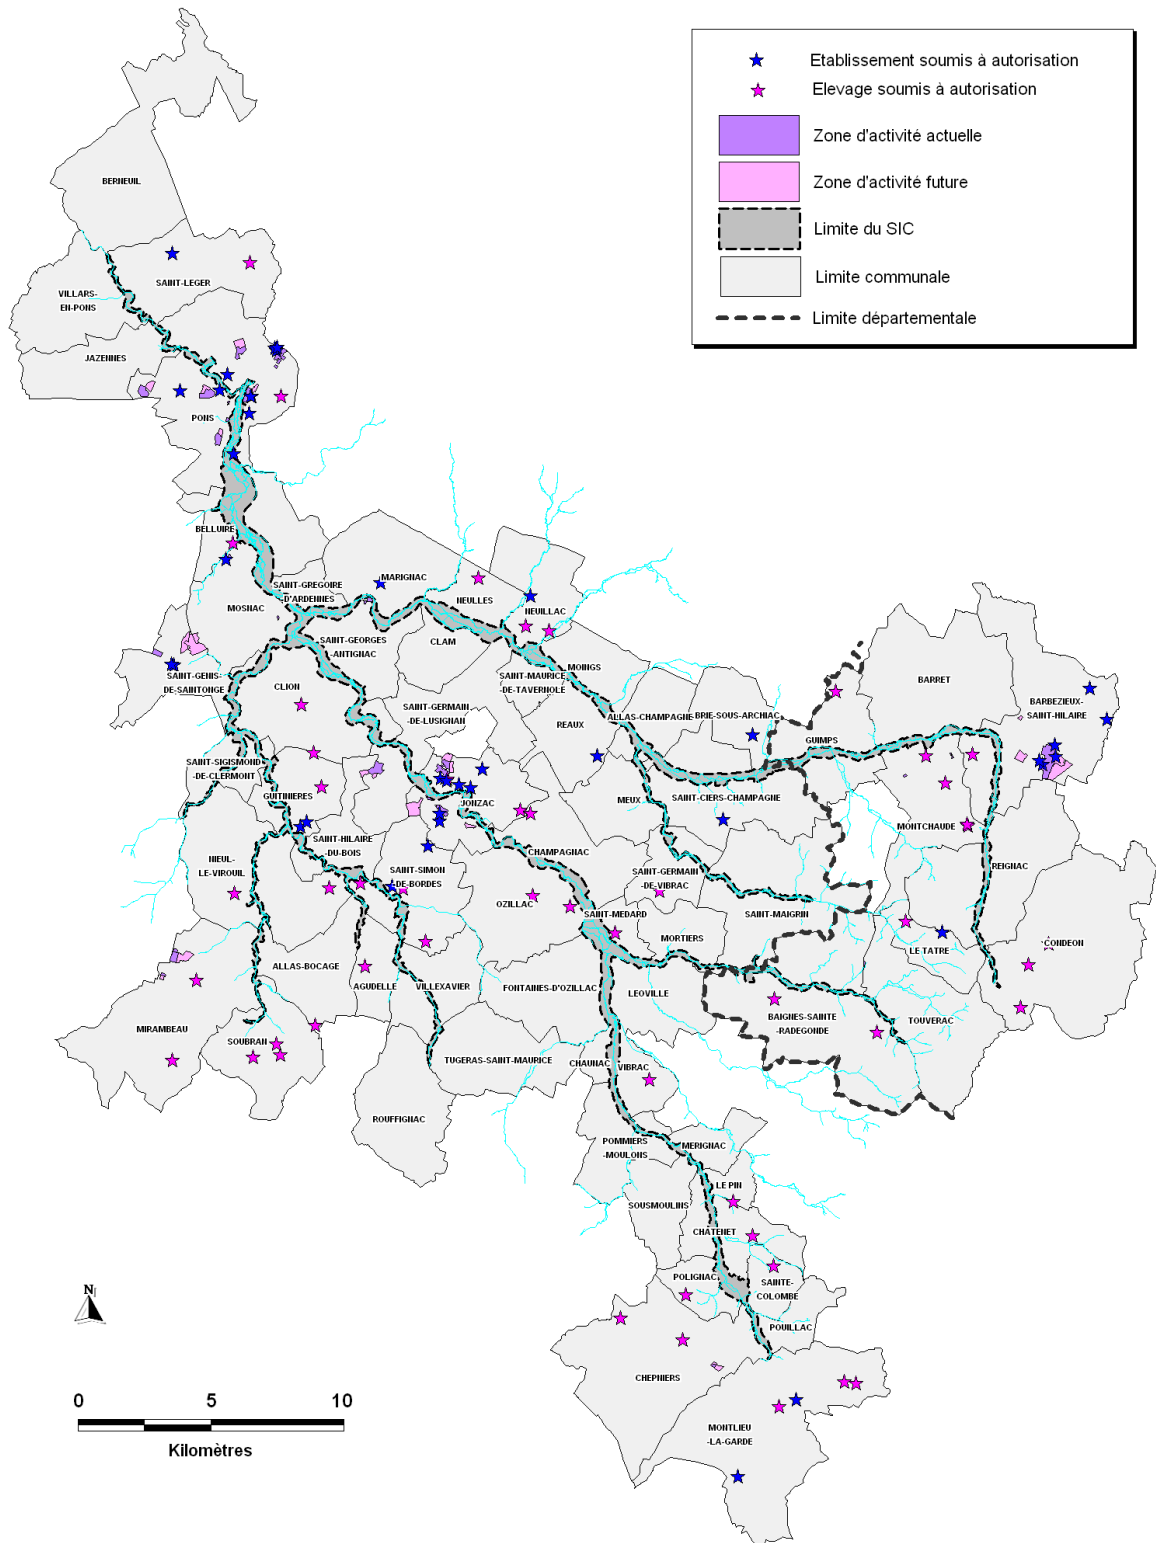 Etablissement soumis à autorisation
Elevage soumis à autorisation
Zone d'activité actuelle
Zone d'activité future
Limite du SIC
Limite communale
Limite départementale
BERNEUIL
SAINT-LEGER
VILLARS-
EN-PONS
JAZENNES
PONS
BELLUIRE
SAINT-GREGOIRE
-D'ARDENNES
MARIGNAC
NEULLES
NEUILLAC
MOSNAC
SAINT-GEORGES
-ANTIGNAC
CLAM
MOINGS
SAINT-MAURICE
-DE-TAVERNOLE
SAINT-GENIS-
DE-SAINTONGE
CLION
SAINT-GERMAIN
-DE-LUSIGNAN
REAUX
ALLAS-CHAMPAGNE
BRIE-SOUS-ARCHIAC
GUIMPS
BARRET
BARBEZIEUX-
SAINT-HILAIRE
SAINT-SIGISMOND
-DE-CLERMONT
GUITINIERES
JONZAC
MEUX
SAINT-CIERS-CHAMPAGNE
MONTCHAUDE
SAINT-HILAIRE
-DU-BOIS
CHAMPAGNAC
NIEUL-
LE-VIROUIL
SAINT-SIMON
-DE-BORDES
SAINT-GERMAIN
-DE-VIBRAC
REIGNAC
OZILLAC
SAINT-MEDARD
SAINT-MAIGRIN
MORTIERS
LE TATRE
CONDEON
ALLAS-BOCAGE
AGUDELLE
VILLEXAVIER
FONTAINES-D'OZILLAC
LEOVILLE
BAIGNES-SAINTE
-RADEGONDE
TOUVERAC
MIRAMBEAU
SOUBRAN
TUGERAS-SAINT-MAURICE
CHAUNAC
VIBRAC
ROUFFIGNAC
POMMIERS
-MOULONS
MERIGNAC
LE PIN
SOUSMOULINS
CHÂTENET
POLIGNAC
SAINTE-
COLOMBE
POUILLAC
CHEPNIERS
MONTLIEU
-LA-GARDE
N
0 5 10
Kilomètres